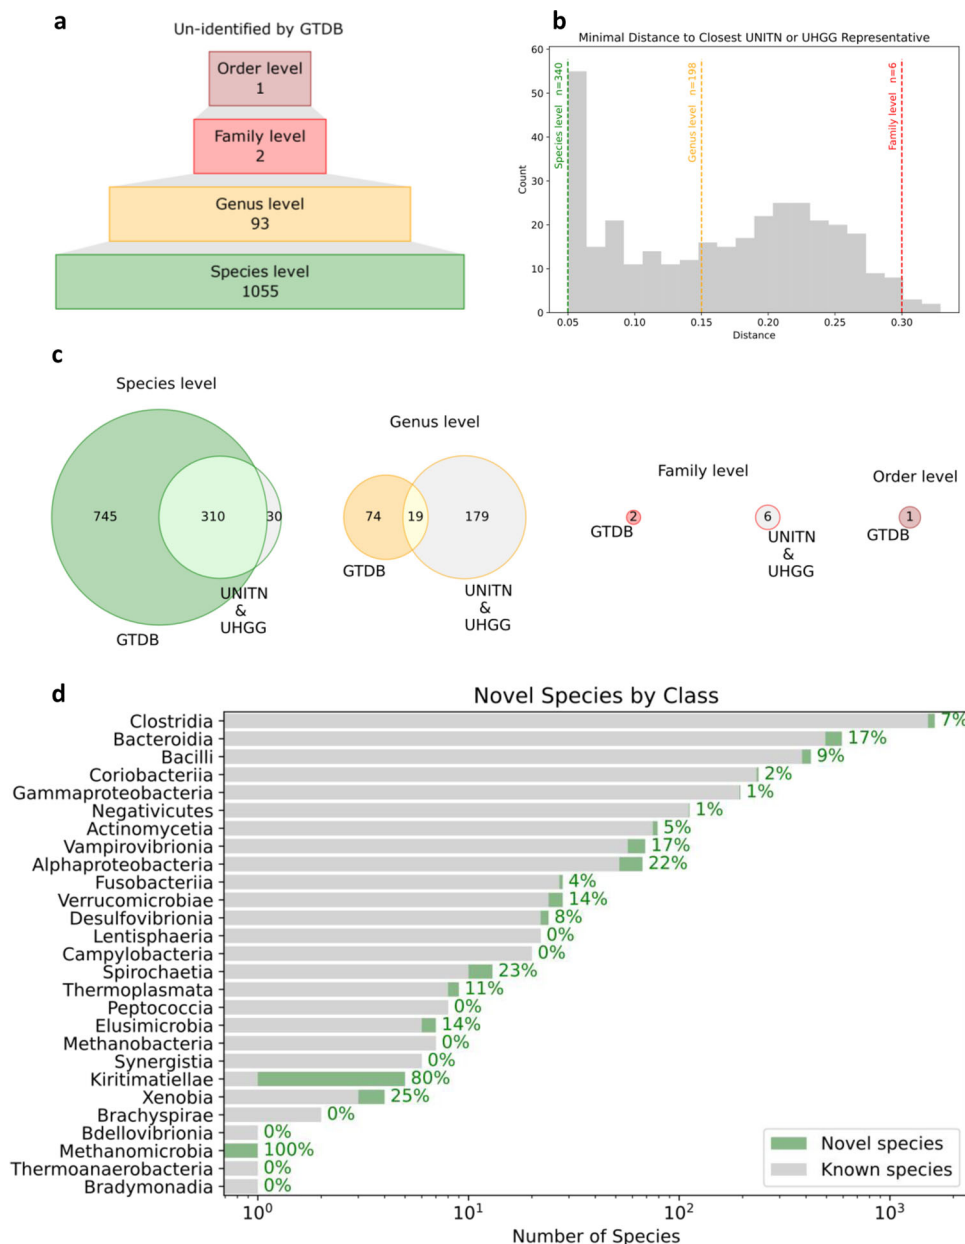 a
Un-identified by GTDB
Order level
1
Family level
2
Genus level
93
Species level
1055
b
Minimal Distance to Closest UNITN or UHGG Representative
Species level n=340
Genus level n=198
Family level n=6
60
50
40
30
20
10
0
Count
0.05
0.10
0.15
0.20
0.25
0.30
Distance
c
Species level
745
310
30
GTDB
UNITN
&
UHGG
Genus level
74
19
179
GTDB
UNITN
&
UHGG
Family level
2
GTDB
6
UNITN
&
UHGG
Order level
1
GTDB
d
Novel Species by Class
Clostridia 7%
Bacteroidia 17%
Bacilli 9%
Coriobacteriia 2%
Gammaproteobacteria 1%
Negativicutes 1%
Actinomycetia 5%
Vampirovibrionia 17%
Alphaproteobacteria 22%
Fusobacteriia 4%
Verrucomicrobiae 14%
Desulfovibrionia 8%
Lentisphaeria 0%
Campylobacteria 0%
Spirochaetia 23%
Thermoplasmata 11%
Peptococcia 0%
Elusimicrobia 14%
Methanobacteria 0%
Synergistia 0%
Kiritimatiellae 80%
Xenobia 25%
Brachyspirae 0%
Bdellovibrionia 0%
Methanomicrobia 100%
Thermoanaerobacteria 0%
Bradymonadia 0%
Novel species
Known species
10⁰ 10¹ 10² 10³
Number of Species